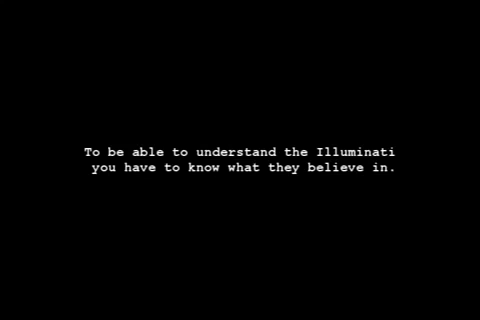 To be able to understand the Illuminati
you have to know what they believe in.